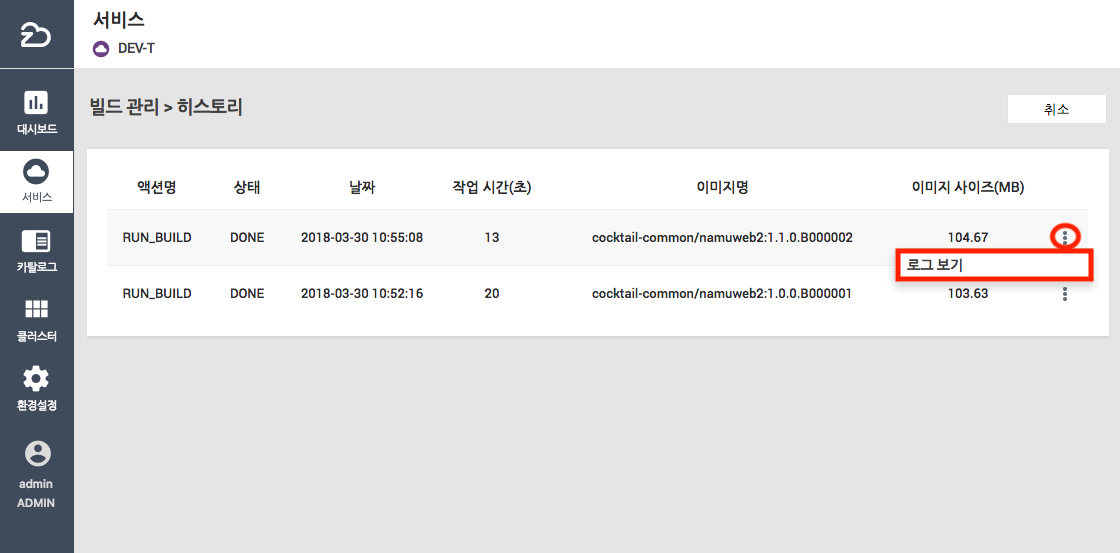 서비스
DEV-T
빌드 관리 > 히스토리
취소
대시보드
서비스
카탈로그
클러스터
환경설정
admin
ADMIN
액션명 상태 날짜 작업 시간(초) 이미지명 이미지 사이즈(MB)
RUN_BUILD DONE 2018-03-30 10:55:08 13 cocktail-common/namuweb2:1.1.0.B000002 104.67
로그 보기
RUN_BUILD DONE 2018-03-30 10:52:16 20 cocktail-common/namuweb2:1.0.0.B000001 103.63